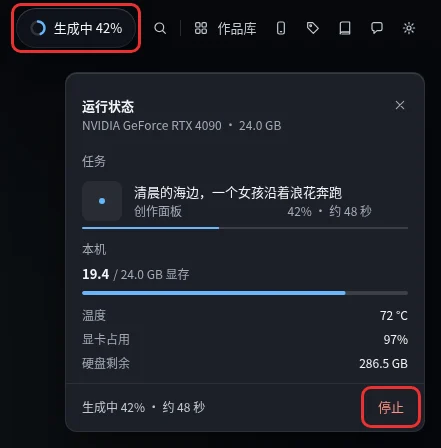 生成中 42%
作品库
运行状态
NVIDIA GeForce RTX 4090 · 24.0 GB
任务
清晨的海边，一个女孩沿着浪花奔跑
创作面板 42% · 约 48 秒
本机
19.4 / 24.0 GB 显存
温度 72 °C
显卡占用 97%
硬盘剩余 286.5 GB
生成中 42% · 约 48 秒 停止